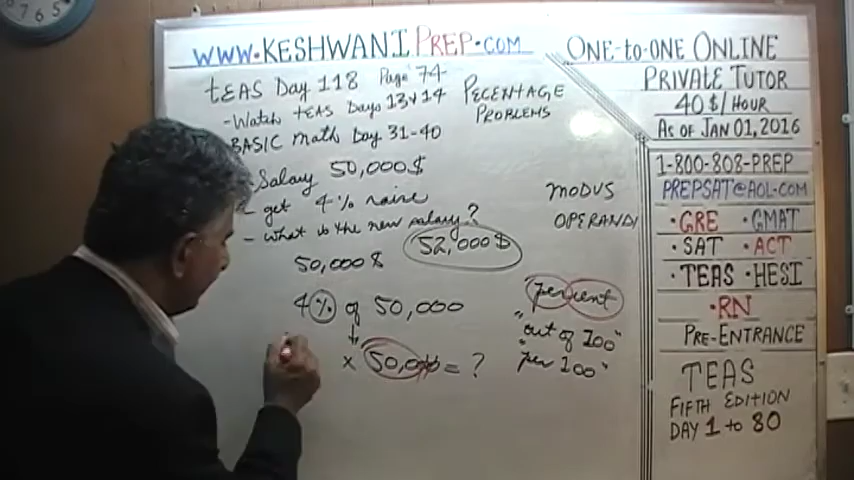 WWW.KESHWANIPREP.COM
TEAS Day 118 Page 74
- Watch TEAS Days 13 & 14
BASIC Math Day 31-40
PECENTAGE
PROBLEMS
- Salary 50,000$
- get 4% raise
- What is the new salary?
52,000$
50,000$
4% of 50,000
x 50,000 = ?
MODUS
OPERANDI
"percent"
"out of 100"
"per 100"
ONE-TO-ONE ONLINE
PRIVATE TUTOR
40$/HOUR
AS OF JAN 01, 2016
1-800-808-PREP
PREPSAT@AOL.COM
•GRE •GMAT
•SAT •ACT
•TEAS •HESI
•RN
PRE-ENTRANCE
TEAS
FIFTH EDITION
DAY 1 TO 80
7 6 5